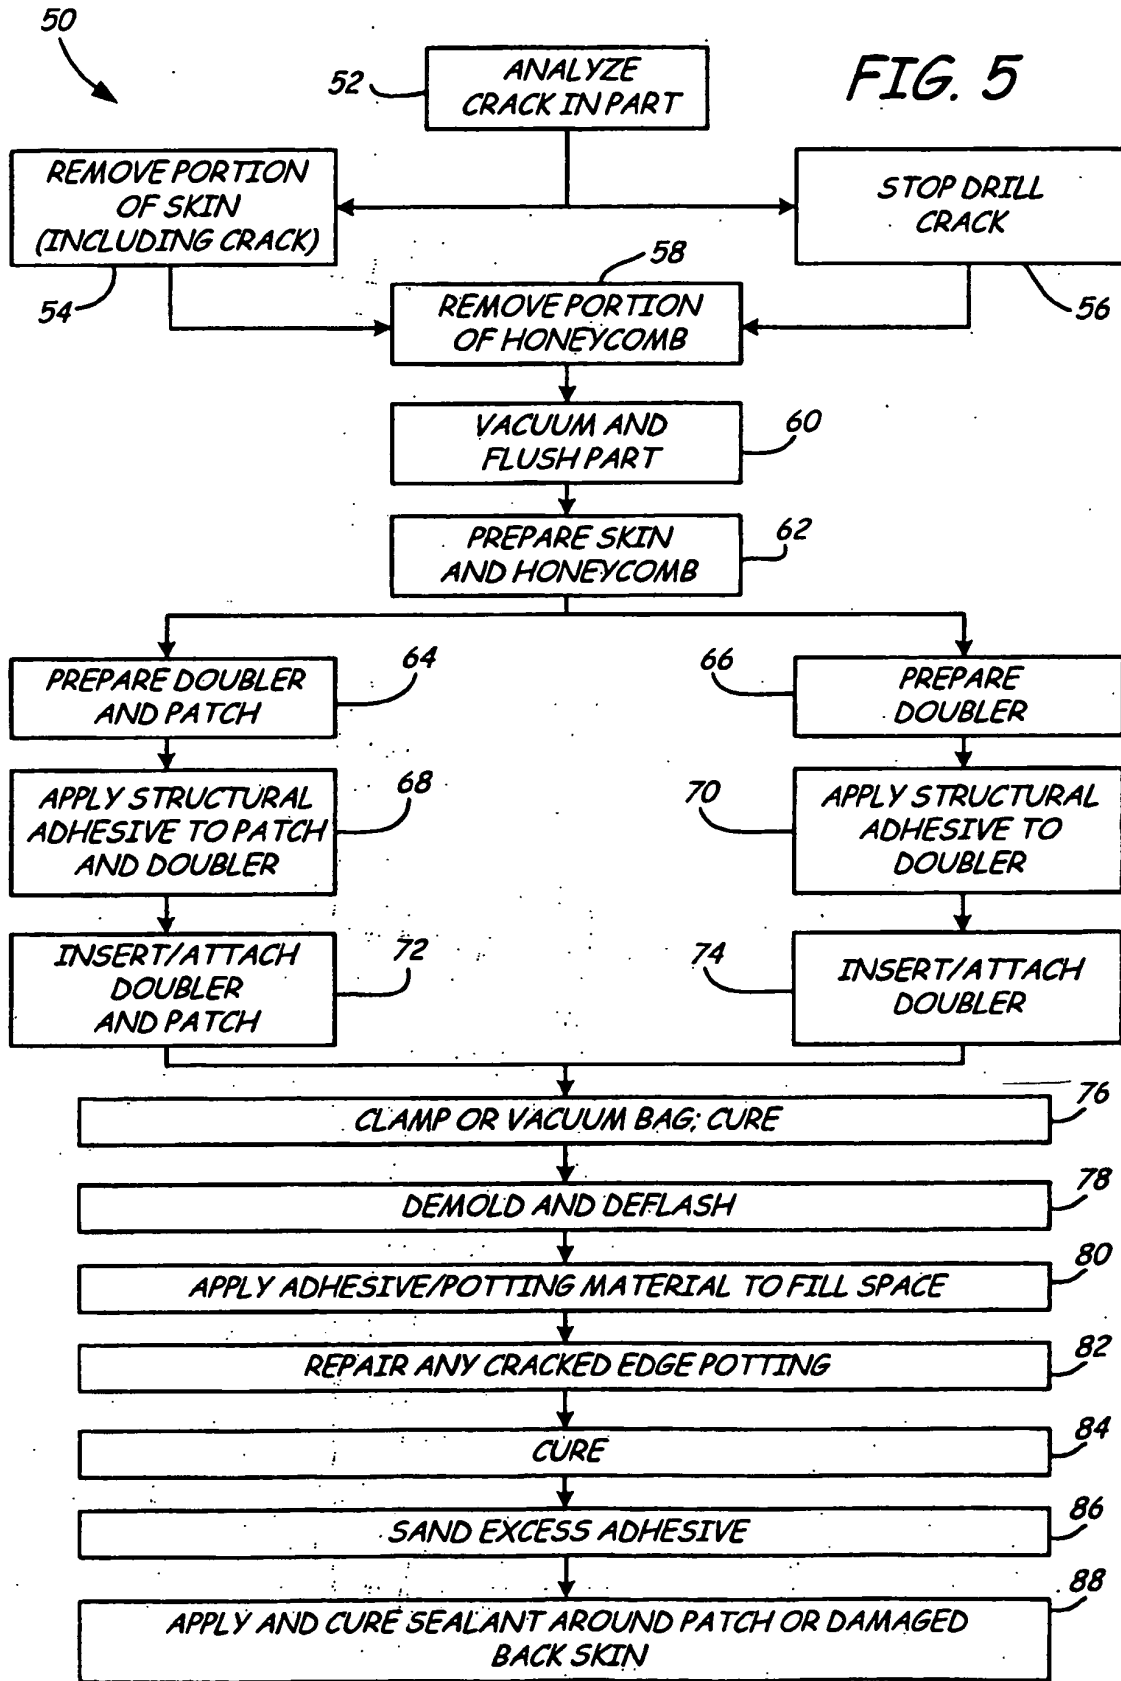 50
FIG. 5
52
ANALYZE
CRACK IN PART
REMOVE PORTION
OF SKIN
(INCLUDING CRACK)
54
STOP DRILL
CRACK
56
58
REMOVE PORTION
OF HONEYCOMB
VACUUM AND
FLUSH PART
60
PREPARE SKIN
AND HONEYCOMB
62
PREPARE DOUBLER
AND PATCH
64
66
PREPARE
DOUBLER
APPLY STRUCTURAL
ADHESIVE TO PATCH
AND DOUBLER
68
70
APPLY STRUCTURAL
ADHESIVE TO
DOUBLER
INSERT/ATTACH
DOUBLER
AND PATCH
72
74
INSERT/ATTACH
DOUBLER
CLAMP OR VACUUM BAG; CURE
76
DEMOLD AND DEFLASH
78
APPLY ADHESIVE/POTTING MATERIAL TO FILL SPACE
80
REPAIR ANY CRACKED EDGE POTTING
82
CURE
84
SAND EXCESS ADHESIVE
86
APPLY AND CURE SEALANT AROUND PATCH OR DAMAGED
BACK SKIN
88